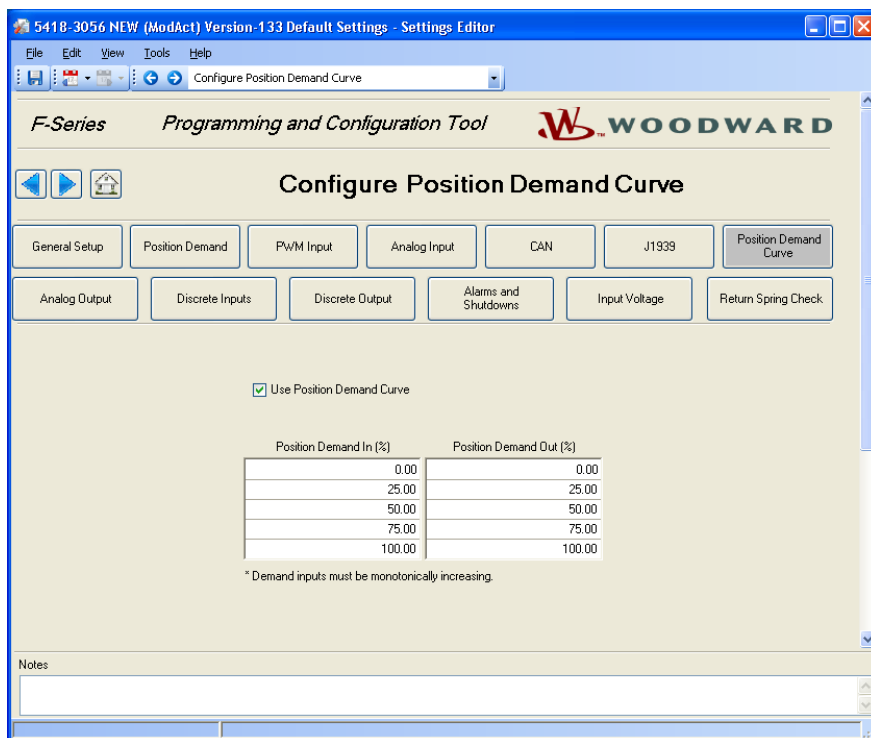 5418-3056 NEW (ModAct) Version-133 Default Settings - Settings Editor
File Edit View Tools Help
Configure Position Demand Curve
F-Series Programming and Configuration Tool WOODWARD
Configure Position Demand Curve
General Setup Position Demand PWM Input Analog Input CAN J1939 Position Demand Curve
Analog Output Discrete Inputs Discrete Output Alarms and Shutdowns Input Voltage Return Spring Check
Use Position Demand Curve
Position Demand In (%) Position Demand Out (%)
0.00 0.00
25.00 25.00
50.00 50.00
75.00 75.00
100.00 100.00
* Demand inputs must be monotonically increasing.
Notes